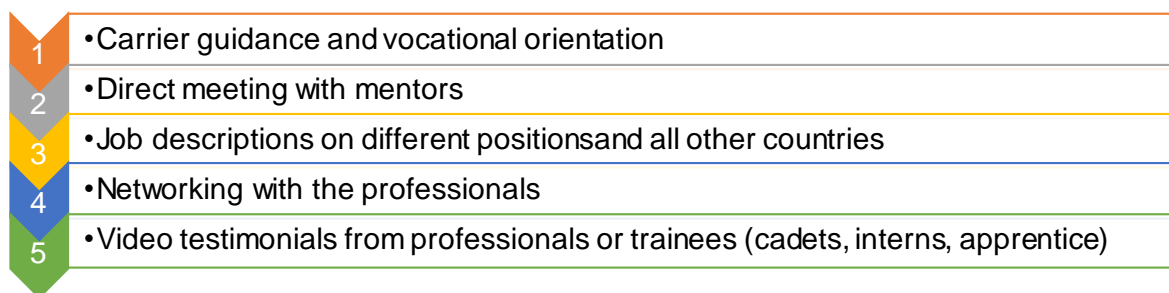 1 •Carrier guidance and vocational orientation
2 •Direct meeting with mentors
3 •Job descriptions on different positionsand all other countries
4 •Networking with the professionals
5 •Video testimonials from professionals or trainees (cadets, interns, apprentice)